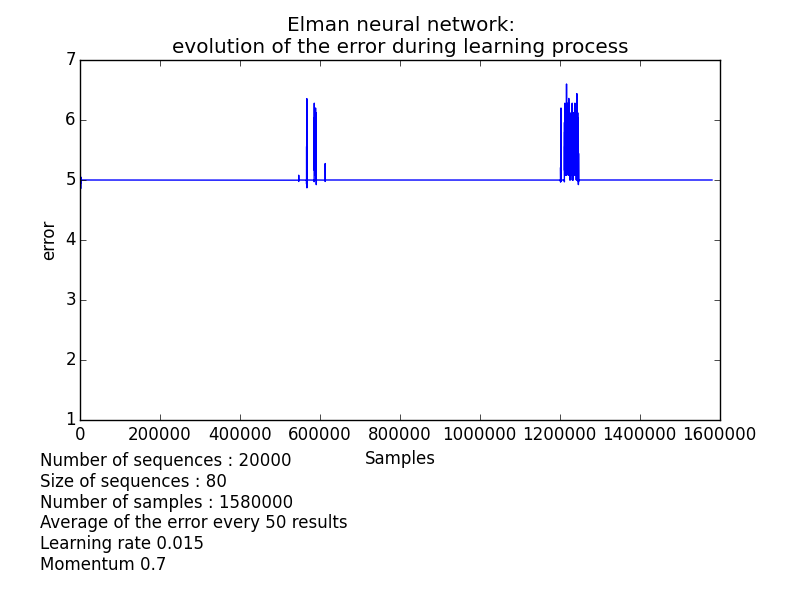 Elman neural network:
evolution of the error during learning process
7
6
5
4
3
2
1
error
0 200000 400000 600000 800000 1000000 1200000 1400000 1600000
Samples
Number of sequences : 20000
Size of sequences : 80
Number of samples : 1580000
Average of the error every 50 results
Learning rate 0.015
Momentum 0.7